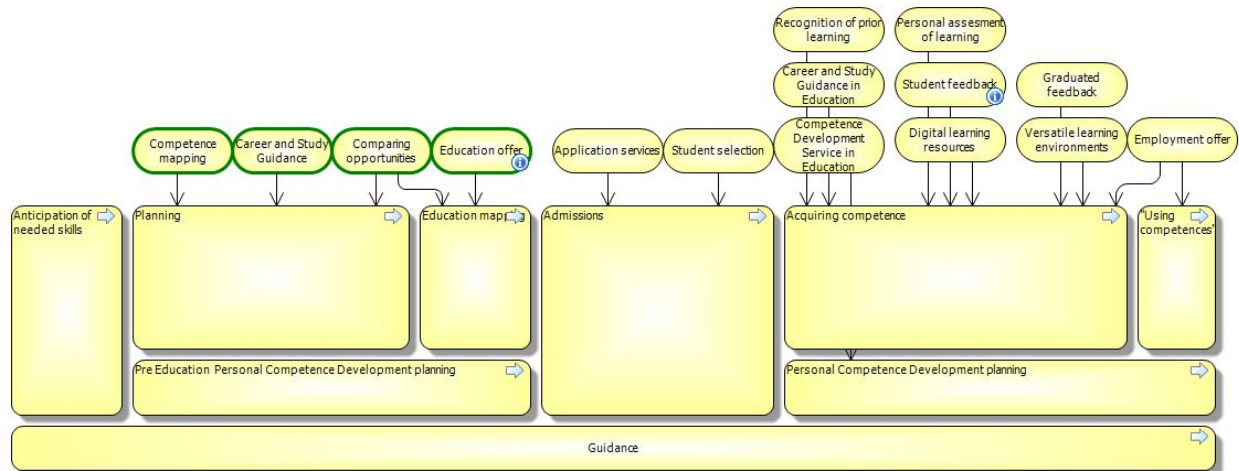 Recognition of prior
learning
Personal assesment
of learning
Career and Study
Guidance in
Education
Student feedback
Graduated
feedback
Competence
mapping
Career and Study
Guidance
Comparing
opportunities
Education offer
Application services
Student selection
Competence
Development
Service in
Education
Digital learning
resources
Versatile learning
environments
Employment offer
Anticipation of
needed skills
Planning
Education mapping
Admissions
Acquiring competence
"Using
competences"
Pre Education Personal Competence Development planning
Personal Competence Development planning
Guidance